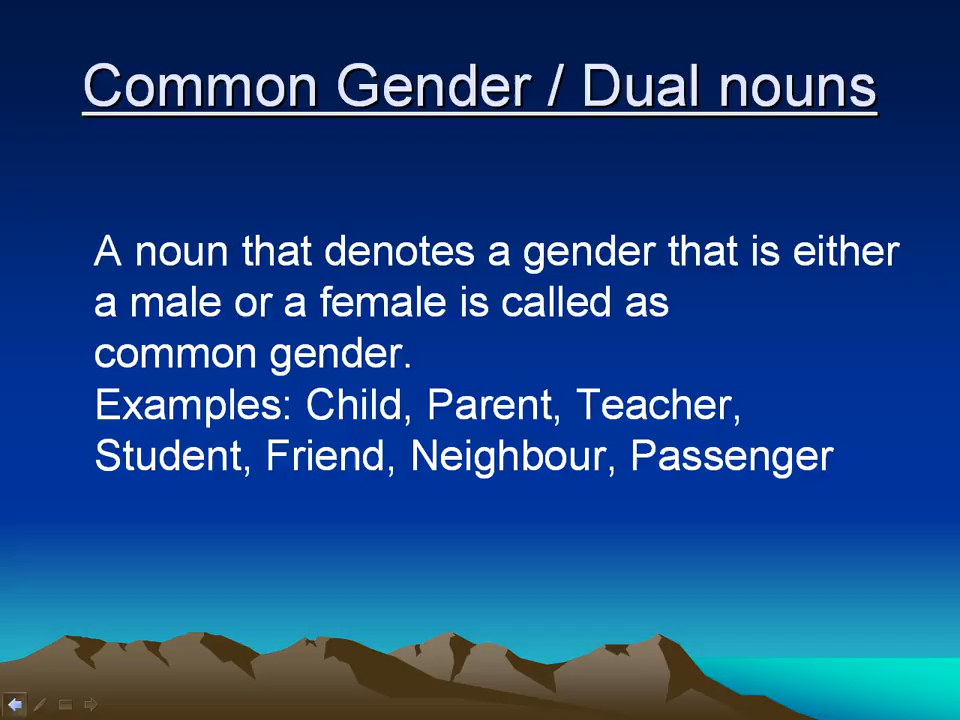 Common Gender / Dual nouns
A noun that denotes a gender that is either
a male or a female is called as
common gender.
Examples: Child, Parent, Teacher,
Student, Friend, Neighbour, Passenger